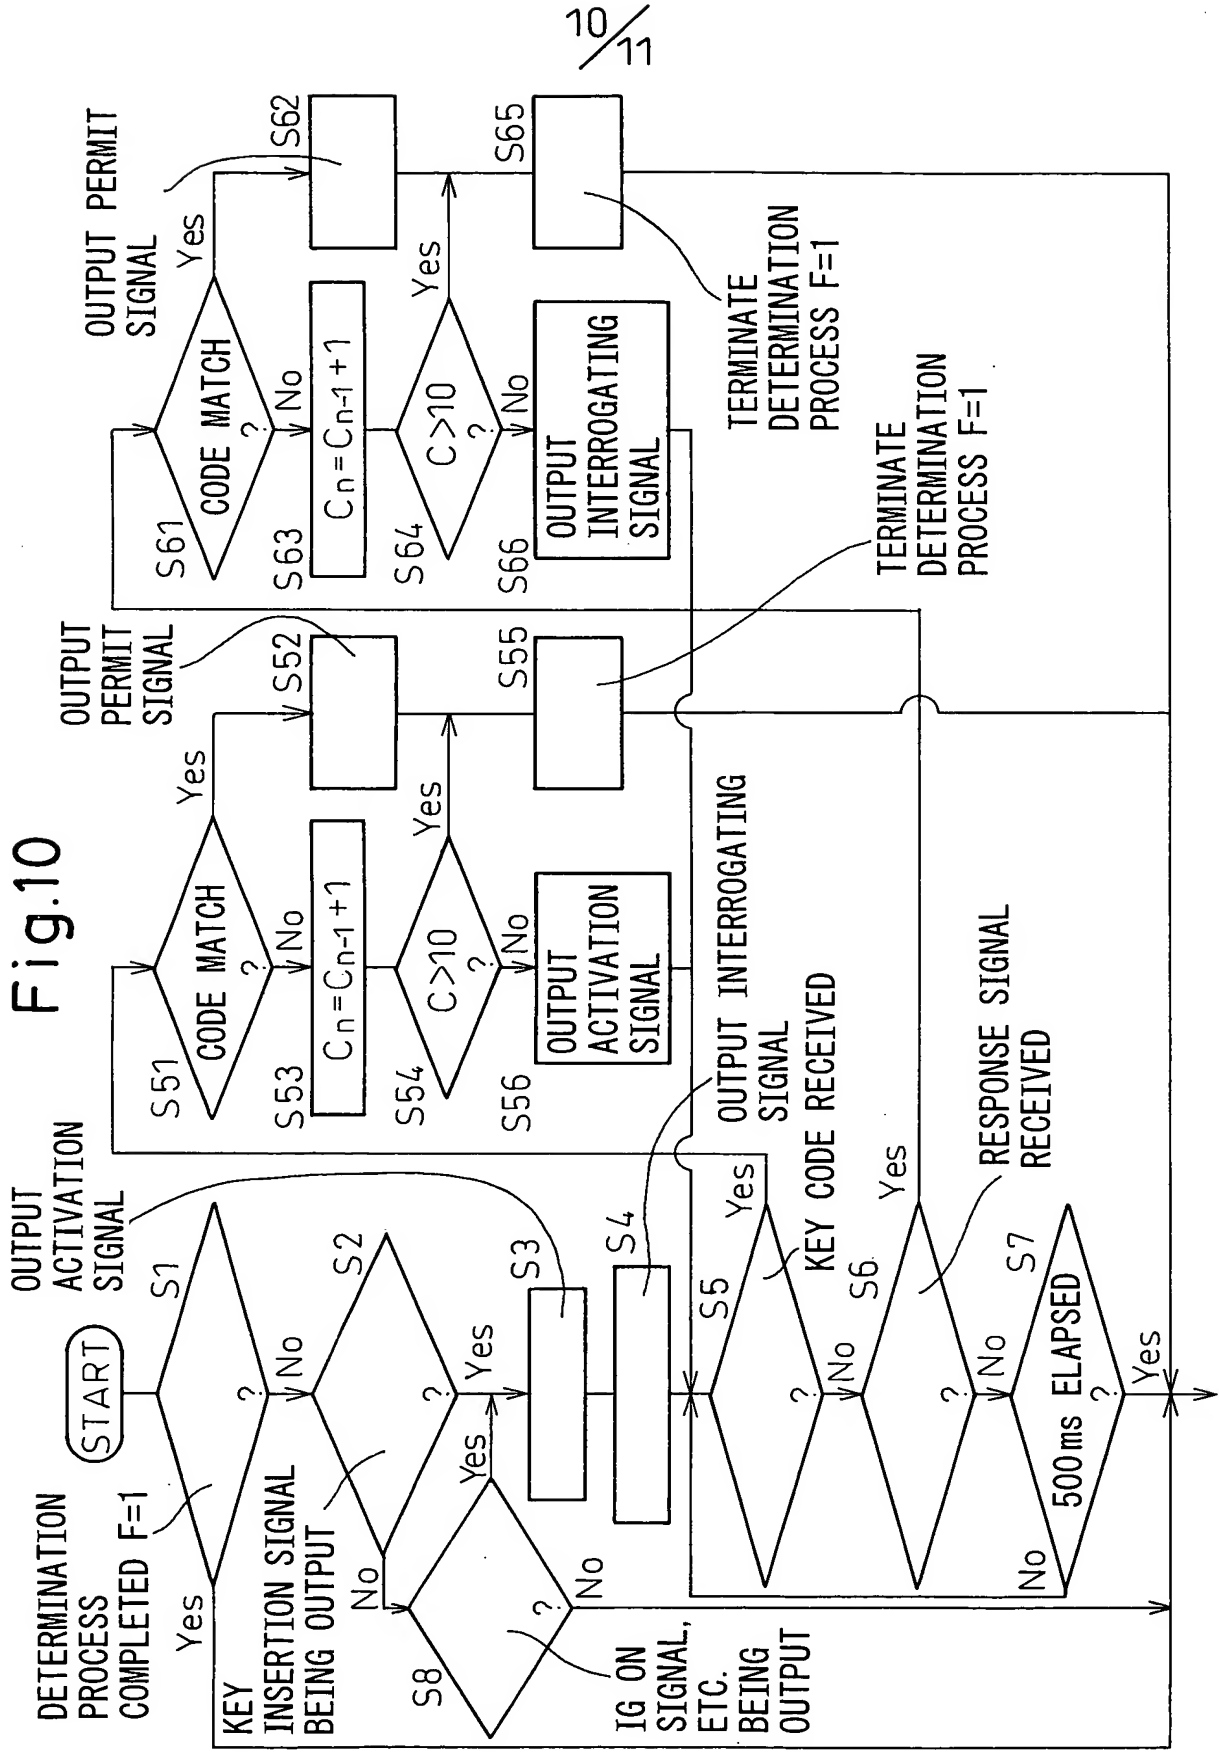 10/11
Fig.10
START
DETERMINATION
PROCESS
COMPLETED F=1
S1
?
Yes
No
KEY
INSERTION SIGNAL
BEING OUTPUT
S2
?
No
Yes
S8
?
Yes
No
IG ON
SIGNAL,
ETC.
BEING
OUTPUT
OUTPUT
ACTIVATION
SIGNAL
S3
S4
OUTPUT INTERROGATING
SIGNAL
S5
?
Yes
No
KEY CODE RECEIVED
S6
?
Yes
No
RESPONSE SIGNAL
RECEIVED
S7
500ms ELAPSED
?
No
Yes
S51
CODE MATCH
?
Yes
No
OUTPUT
PERMIT
SIGNAL
S52
S53
Cn=Cn-1+1
S54
C>10
?
Yes
No
S55
TERMINATE
DETERMINATION
PROCESS F=1
S56
OUTPUT
ACTIVATION
SIGNAL
S61
CODE MATCH
?
Yes
No
OUTPUT PERMIT
SIGNAL
S62
S63
Cn=Cn-1+1
S64
C>10
?
Yes
No
S65
TERMINATE
DETERMINATION
PROCESS F=1
S66
OUTPUT
INTERROGATING
SIGNAL